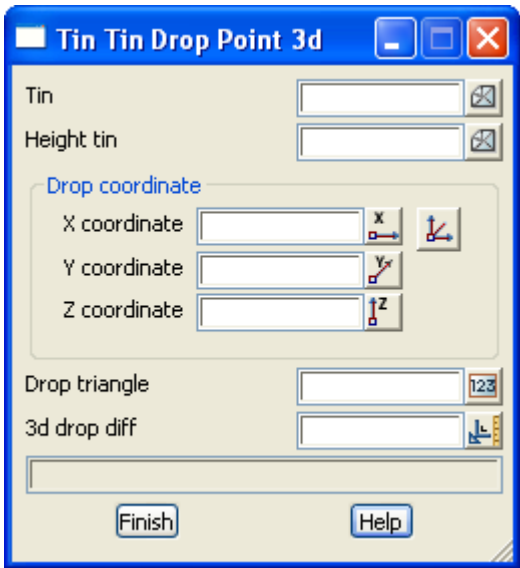 Tin Tin Drop Point 3d
Tin
Height tin
Drop coordinate
X coordinate X
Y coordinate Y
Z coordinate Z
Drop triangle 123
3d drop diff
Finish Help